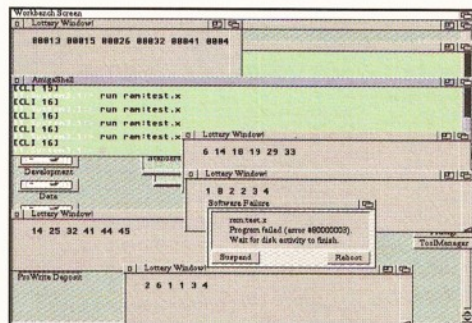 Workbench Screen
Lottery Window!
00013 00015 00026 00032 00041 0004
AmigaShell
[CLI 15]
run ram:test.x
[CLI 16]
run ram:test.x
[CLI 16]
run ram:test.x
[CLI 16]
run ram:test.x
[CLI 16]
Lottery Window!
6 14 18 19 29 33
Standard
Development
Lottery Window!
1 8 2 2 3 4
Data
Software Failure
ram:test.x
Program failed (error #80000003).
Wait for disk activity to finish.
Suspend Reboot
Lottery Window!
14 25 32 41 44 45
ToolManager
ProWrite Deposit
Lottery Window!
2 6 1 1 3 4